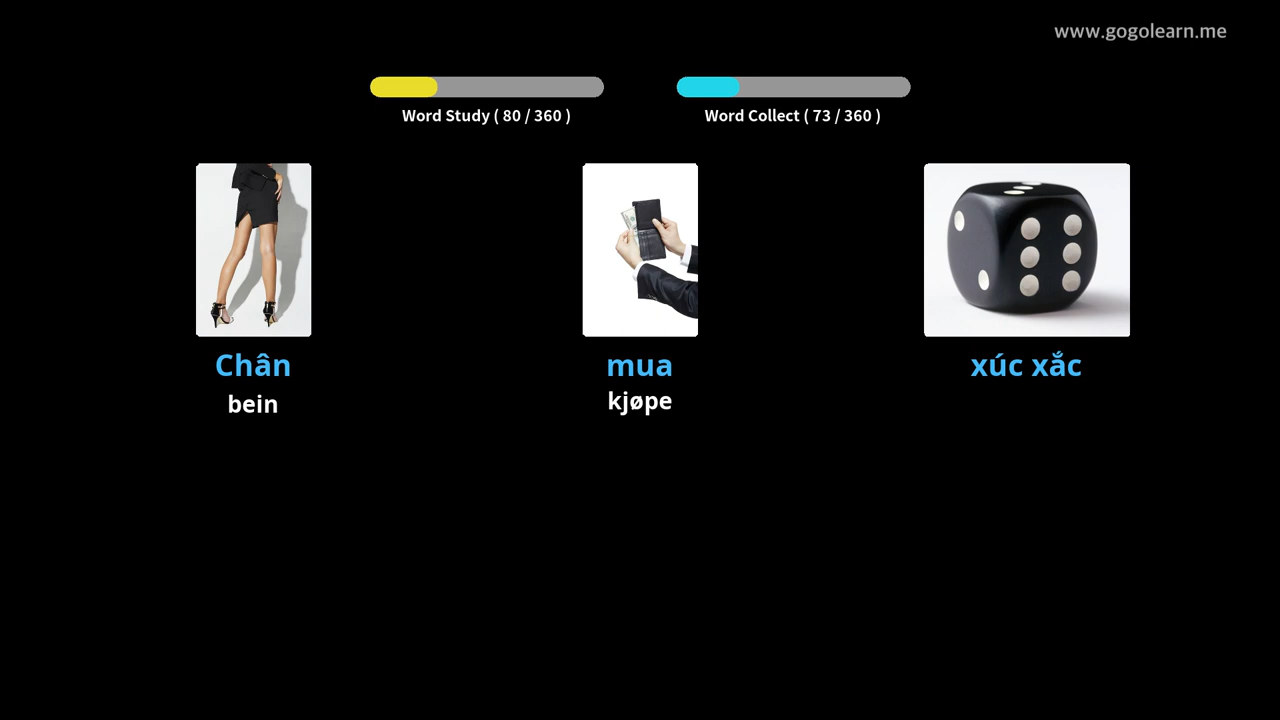 www.gogolearn.me
Word Study ( 80 / 360 )
Word Collect ( 73 / 360 )
Chân
mua
xúc xắc
bein
kjøpe